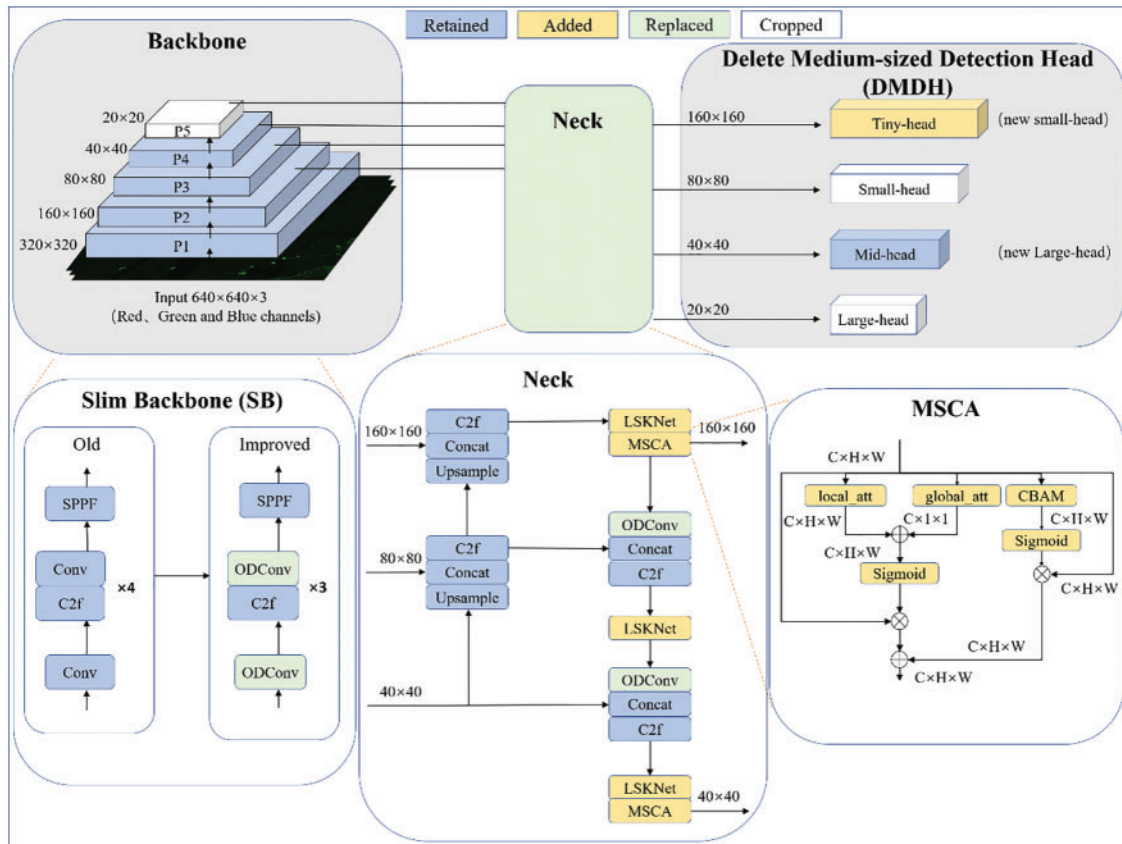 Retained
Added
Replaced
Cropped
Backbone
20×20
P5
40×40
P4
80×80
P3
160×160
P2
320×320
P1
Input 640×640×3
(Red、Green and Blue channels)
Neck
Delete Medium-sized Detection Head
(DMDH)
160×160
Tiny-head
(new small-head)
80×80
Small-head
40×40
Mid-head
(new Large-head)
20×20
Large-head
Slim Backbone (SB)
Old
SPPF
Conv
C2f
×4
Conv
Improved
SPPF
ODConv
C2f
×3
ODConv
Neck
160×160
C2f
Concat
Upsample
80×80
C2f
Concat
Upsample
40×40
LSKNet
MSCA
160×160
ODConv
Concat
C2f
LSKNet
ODConv
Concat
C2f
LSKNet
MSCA
40×40
MSCA
C×H×W
local_att
global_att
CBAM
C×H×W
C×1×1
C×H×W
C×H×W
Sigmoid
Sigmoid
C×H×W
C×H×W
C×H×W